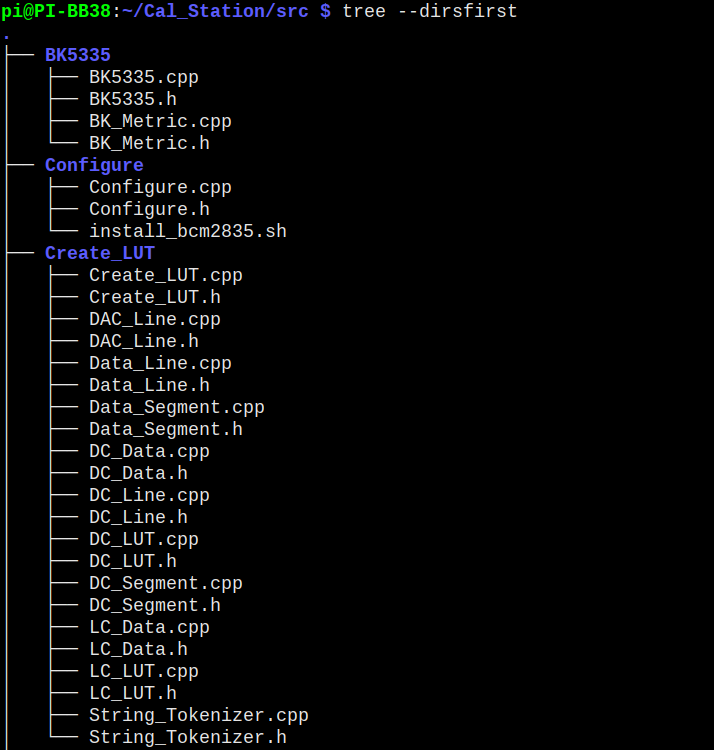 pi@PI-BB38:~/Cal_Station/src $ tree --dirsfirst
.
├── BK5335
│   ├── BK5335.cpp
│   ├── BK5335.h
│   ├── BK_Metric.cpp
│   └── BK_Metric.h
├── Configure
│   ├── Configure.cpp
│   ├── Configure.h
│   └── install_bcm2835.sh
├── Create_LUT
│   ├── Create_LUT.cpp
│   ├── Create_LUT.h
│   ├── DAC_Line.cpp
│   ├── DAC_Line.h
│   ├── Data_Line.cpp
│   ├── Data_Line.h
│   ├── Data_Segment.cpp
│   ├── Data_Segment.h
│   ├── DC_Data.cpp
│   ├── DC_Data.h
│   ├── DC_Line.cpp
│   ├── DC_Line.h
│   ├── DC_LUT.cpp
│   ├── DC_LUT.h
│   ├── DC_Segment.cpp
│   ├── DC_Segment.h
│   ├── LC_Data.cpp
│   ├── LC_Data.h
│   ├── LC_LUT.cpp
│   ├── LC_LUT.h
│   ├── String_Tokenizer.cpp
│   └── String_Tokenizer.h